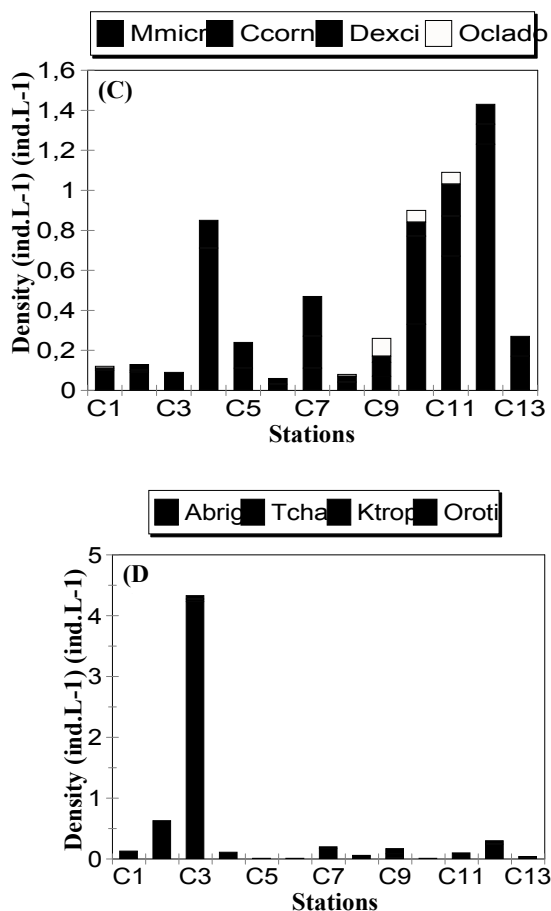 Mmicr Ccorn Dexci Oclado
(C)
Density (ind.L-1) (ind.L-1)
1,6
1,4
1,2
1
0,8
0,6
0,4
0,2
0
C1 C3 C5 C7 C9 C11 C13
Stations
Abrig Tcha Ktrop Oroti
(D
Density (ind.L-1) (ind.L-1)
5
4
3
2
1
0
C1 C3 C5 C7 C9 C11 C13
Stations